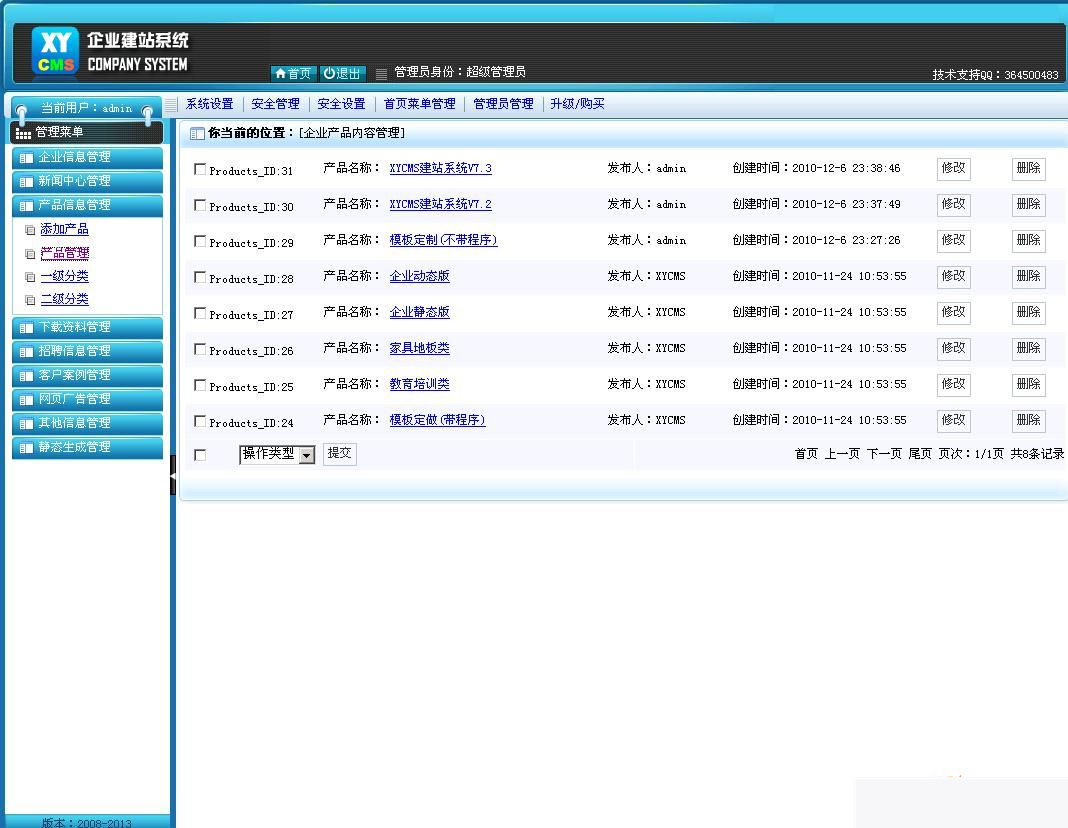 XY CMS 企业建站系统
COMPANY SYSTEM
首页 退出 管理员身份：超级管理员 技术支持QQ：364500483
当前用户：admin
系统设置 安全管理 安全设置 首页菜单管理 管理员管理 升级/购买
管理菜单
企业信息管理
新闻中心管理
产品信息管理
添加产品
产品管理
一级分类
二级分类
下载资料管理
招聘信息管理
客户案例管理
网页广告管理
其他信息管理
静态生成管理
版本：2008-2013
你当前的位置：[企业产品内容管理]
Products_ID:31 产品名称： XYCMS建站系统V7.3 发布人：admin 创建时间：2010-12-6 23:38:46 修改 删除
Products_ID:30 产品名称： XYCMS建站系统V7.2 发布人：admin 创建时间：2010-12-6 23:37:49 修改 删除
Products_ID:29 产品名称： 模板定制(不带程序) 发布人：admin 创建时间：2010-12-6 23:27:26 修改 删除
Products_ID:28 产品名称： 企业动态版 发布人：XYCMS 创建时间：2010-11-24 10:53:55 修改 删除
Products_ID:27 产品名称： 企业静态版 发布人：XYCMS 创建时间：2010-11-24 10:53:55 修改 删除
Products_ID:26 产品名称： 家具地板类 发布人：XYCMS 创建时间：2010-11-24 10:53:55 修改 删除
Products_ID:25 产品名称： 教育培训类 发布人：XYCMS 创建时间：2010-11-24 10:53:55 修改 删除
Products_ID:24 产品名称： 模板定做(带程序) 发布人：XYCMS 创建时间：2010-11-24 10:53:55 修改 删除
操作类型 提交 首页 上一页 下一页 尾页 页次：1/1页 共8条记录